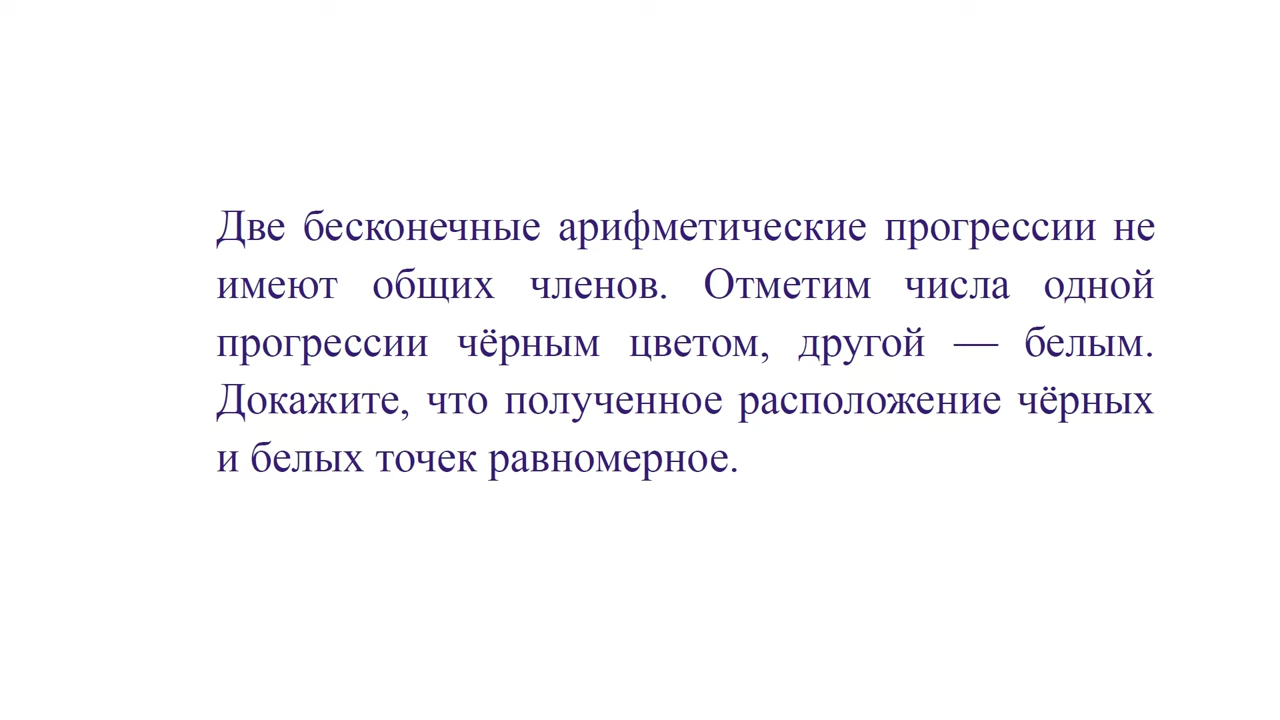 Две бесконечные арифметические прогрессии не
имеют общих членов. Отметим числа одной
прогрессии чёрным цветом, другой — белым.
Докажите, что полученное расположение чёрных
и белых точек равномерное.